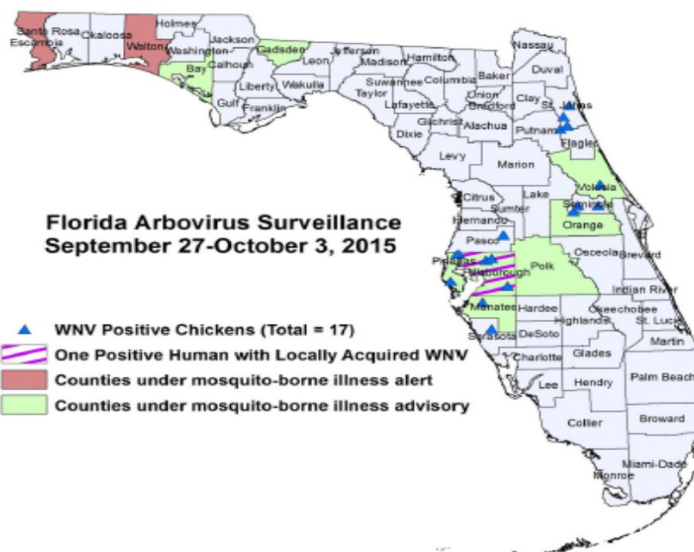 Santa Rosa
Escambia
Okaloosa
Walton
Holmes
Washington
Jackson
Bay
Calhoun
Gulf
Liberty
Franklin
Gadsden
Leon
Wakulla
Jefferson
Madison
Taylor
Hamilton
Suwannee
Lafayette
Dixie
Columbia
Gilchrist
Baker
Union
Bradford
Alachua
Levy
Nassau
Duval
Clay
St. Johns
Putnam
Flagler
Marion
Volusia
Citrus
Sumter
Lake
Hernando
Seminole
Orange
Pasco
Pinellas
Hillsborough
Polk
Osceola
Brevard
Indian River
Manatee
Hardee
Highlands
Okeechobee
St. Lucie
Sarasota
DeSoto
Martin
Charlotte
Glades
Lee
Hendry
Palm Beach
Collier
Broward
Monroe
Miami-Dade
Florida Arbovirus Surveillance
September 27-October 3, 2015
WNV Positive Chickens (Total = 17)
One Positive Human with Locally Acquired WNV
Counties under mosquito-borne illness alert
Counties under mosquito-borne illness advisory